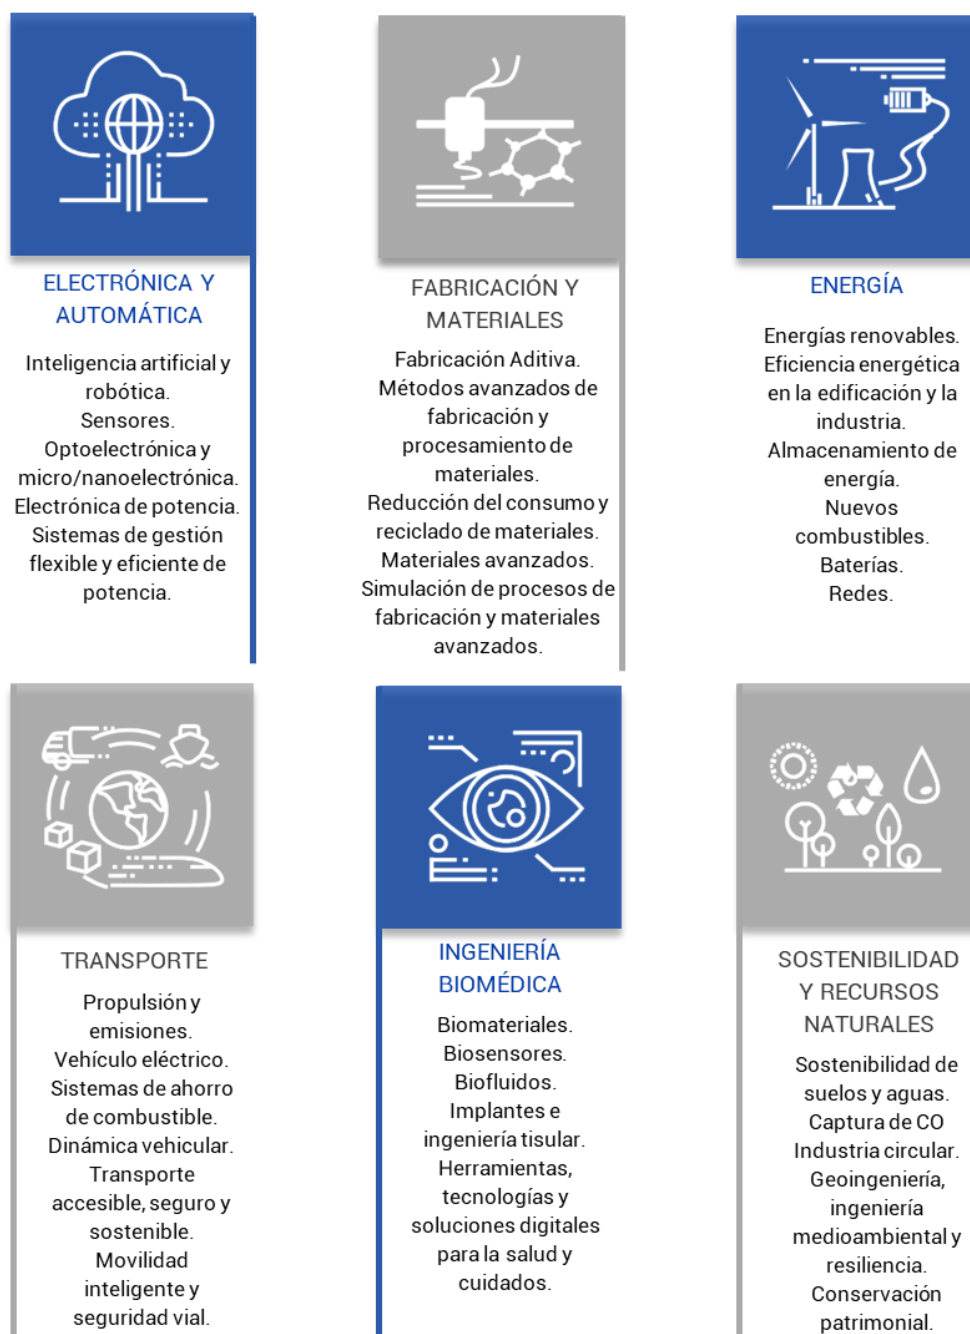 ELECTRÓNICA Y
AUTOMÁTICA
Inteligencia artificial y
robótica.
Sensores.
Optoelectrónica y
micro/nanoelectrónica.
Electrónica de potencia.
Sistemas de gestión
flexible y eficiente de
potencia.
FABRICACIÓN Y
MATERIALES
Fabricación Aditiva.
Métodos avanzados de
fabricación y
procesamiento de
materiales.
Reducción del consumo y
reciclado de materiales.
Materiales avanzados.
Simulación de procesos de
fabricación y materiales
avanzados.
ENERGÍA
Energías renovables.
Eficiencia energética
en la edificación y la
industria.
Almacenamiento de
energía.
Nuevos
combustibles.
Baterías.
Redes.
TRANSPORTE
Propulsión y
emisiones.
Vehículo eléctrico.
Sistemas de ahorro
de combustible.
Dinámica vehicular.
Transporte
accesible, seguro y
sostenible.
Movilidad
inteligente y
seguridad vial.
INGENIERÍA
BIOMÉDICA
Biomateriales.
Biosensores.
Biofluidos.
Implantes e
ingeniería tisular.
Herramientas,
tecnologías y
soluciones digitales
para la salud y
cuidados.
SOSTENIBILIDAD
Y RECURSOS
NATURALES
Sostenibilidad de
suelos y aguas.
Captura de CO
Industria circular.
Geoingeniería,
ingeniería
medioambiental y
resiliencia.
Conservación
patrimonial.